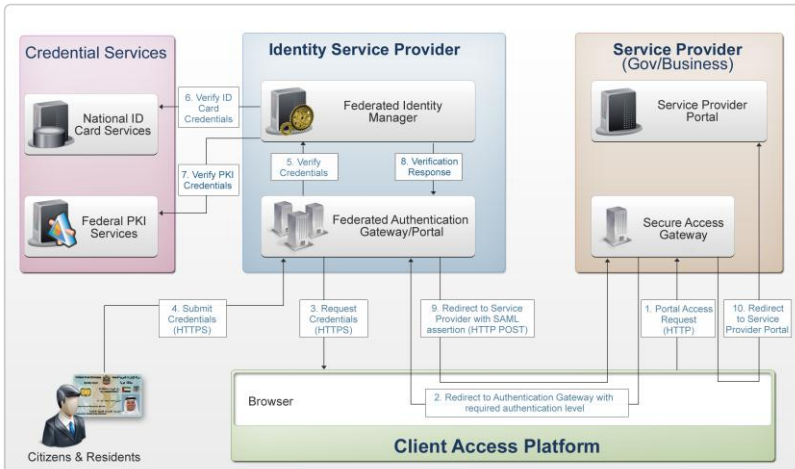 Credential Services
National ID
Card Services
Federal PKI
Services
Identity Service Provider
Federated Identity
Manager
Federated Authentication
Gateway/Portal
Service Provider
(Gov/Business)
Service Provider
Portal
Secure Access
Gateway
6. Verify ID
Card
Credentials
7. Verify PKI
Credentials
5. Verify
Credentials
8. Verification
Response
4. Submit
Credentials
(HTTPS)
3. Request
Credentials
(HTTPS)
9. Redirect to Service
Provider with SAML
assertion (HTTP POST)
1. Portal Access
Request
(HTTP)
10. Redirect
to Service
Provider Portal
2. Redirect to Authentication Gateway with
required authentication level
Browser
Client Access Platform
Citizens & Residents